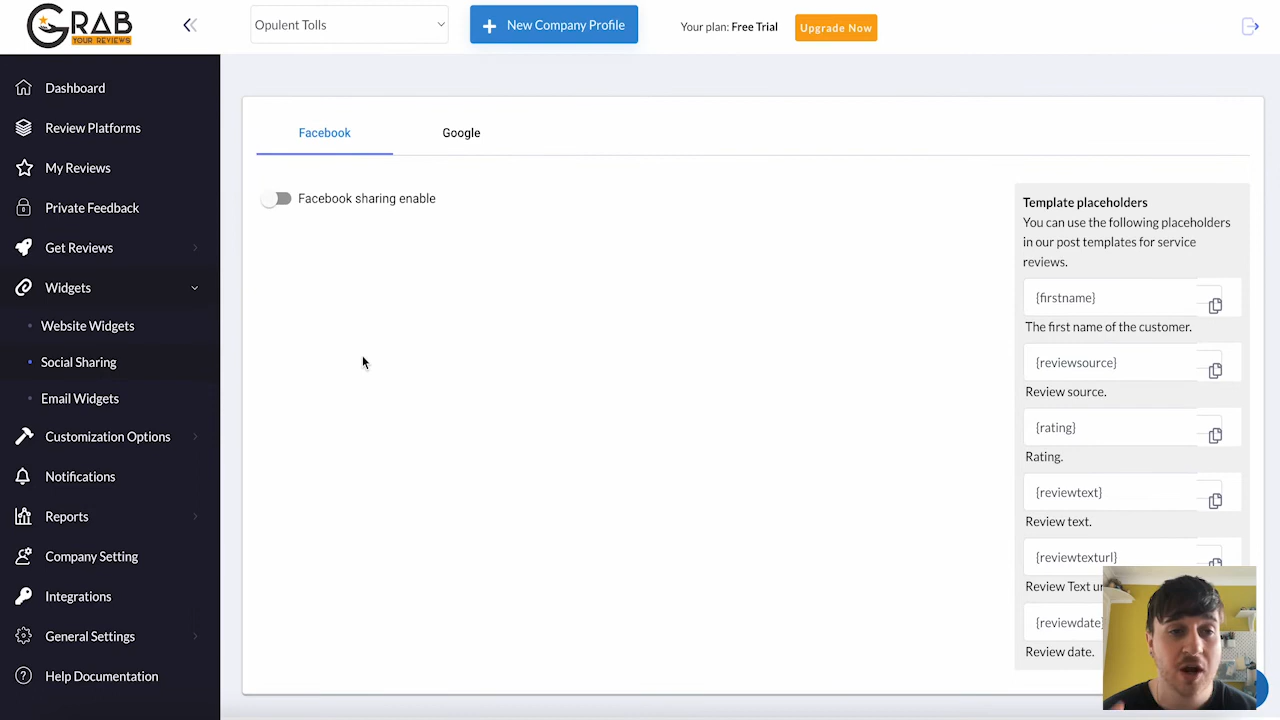 GRAB
YOUR REVIEWS
Opulent Tolls
New Company Profile
Your plan: Free Trial
Upgrade Now
Dashboard
Review Platforms
My Reviews
Private Feedback
Get Reviews
Widgets
Website Widgets
Social Sharing
Email Widgets
Customization Options
Notifications
Reports
Company Setting
Integrations
General Settings
Help Documentation
Facebook
Google
Facebook sharing enable
Template placeholders
You can use the following placeholders
in our post templates for service
reviews.
{firstname}
The first name of the customer.
{reviewsource}
Review source.
{rating}
Rating.
{reviewtext}
Review text.
{reviewtexturl}
Review Text
{reviewdate}
Review date.